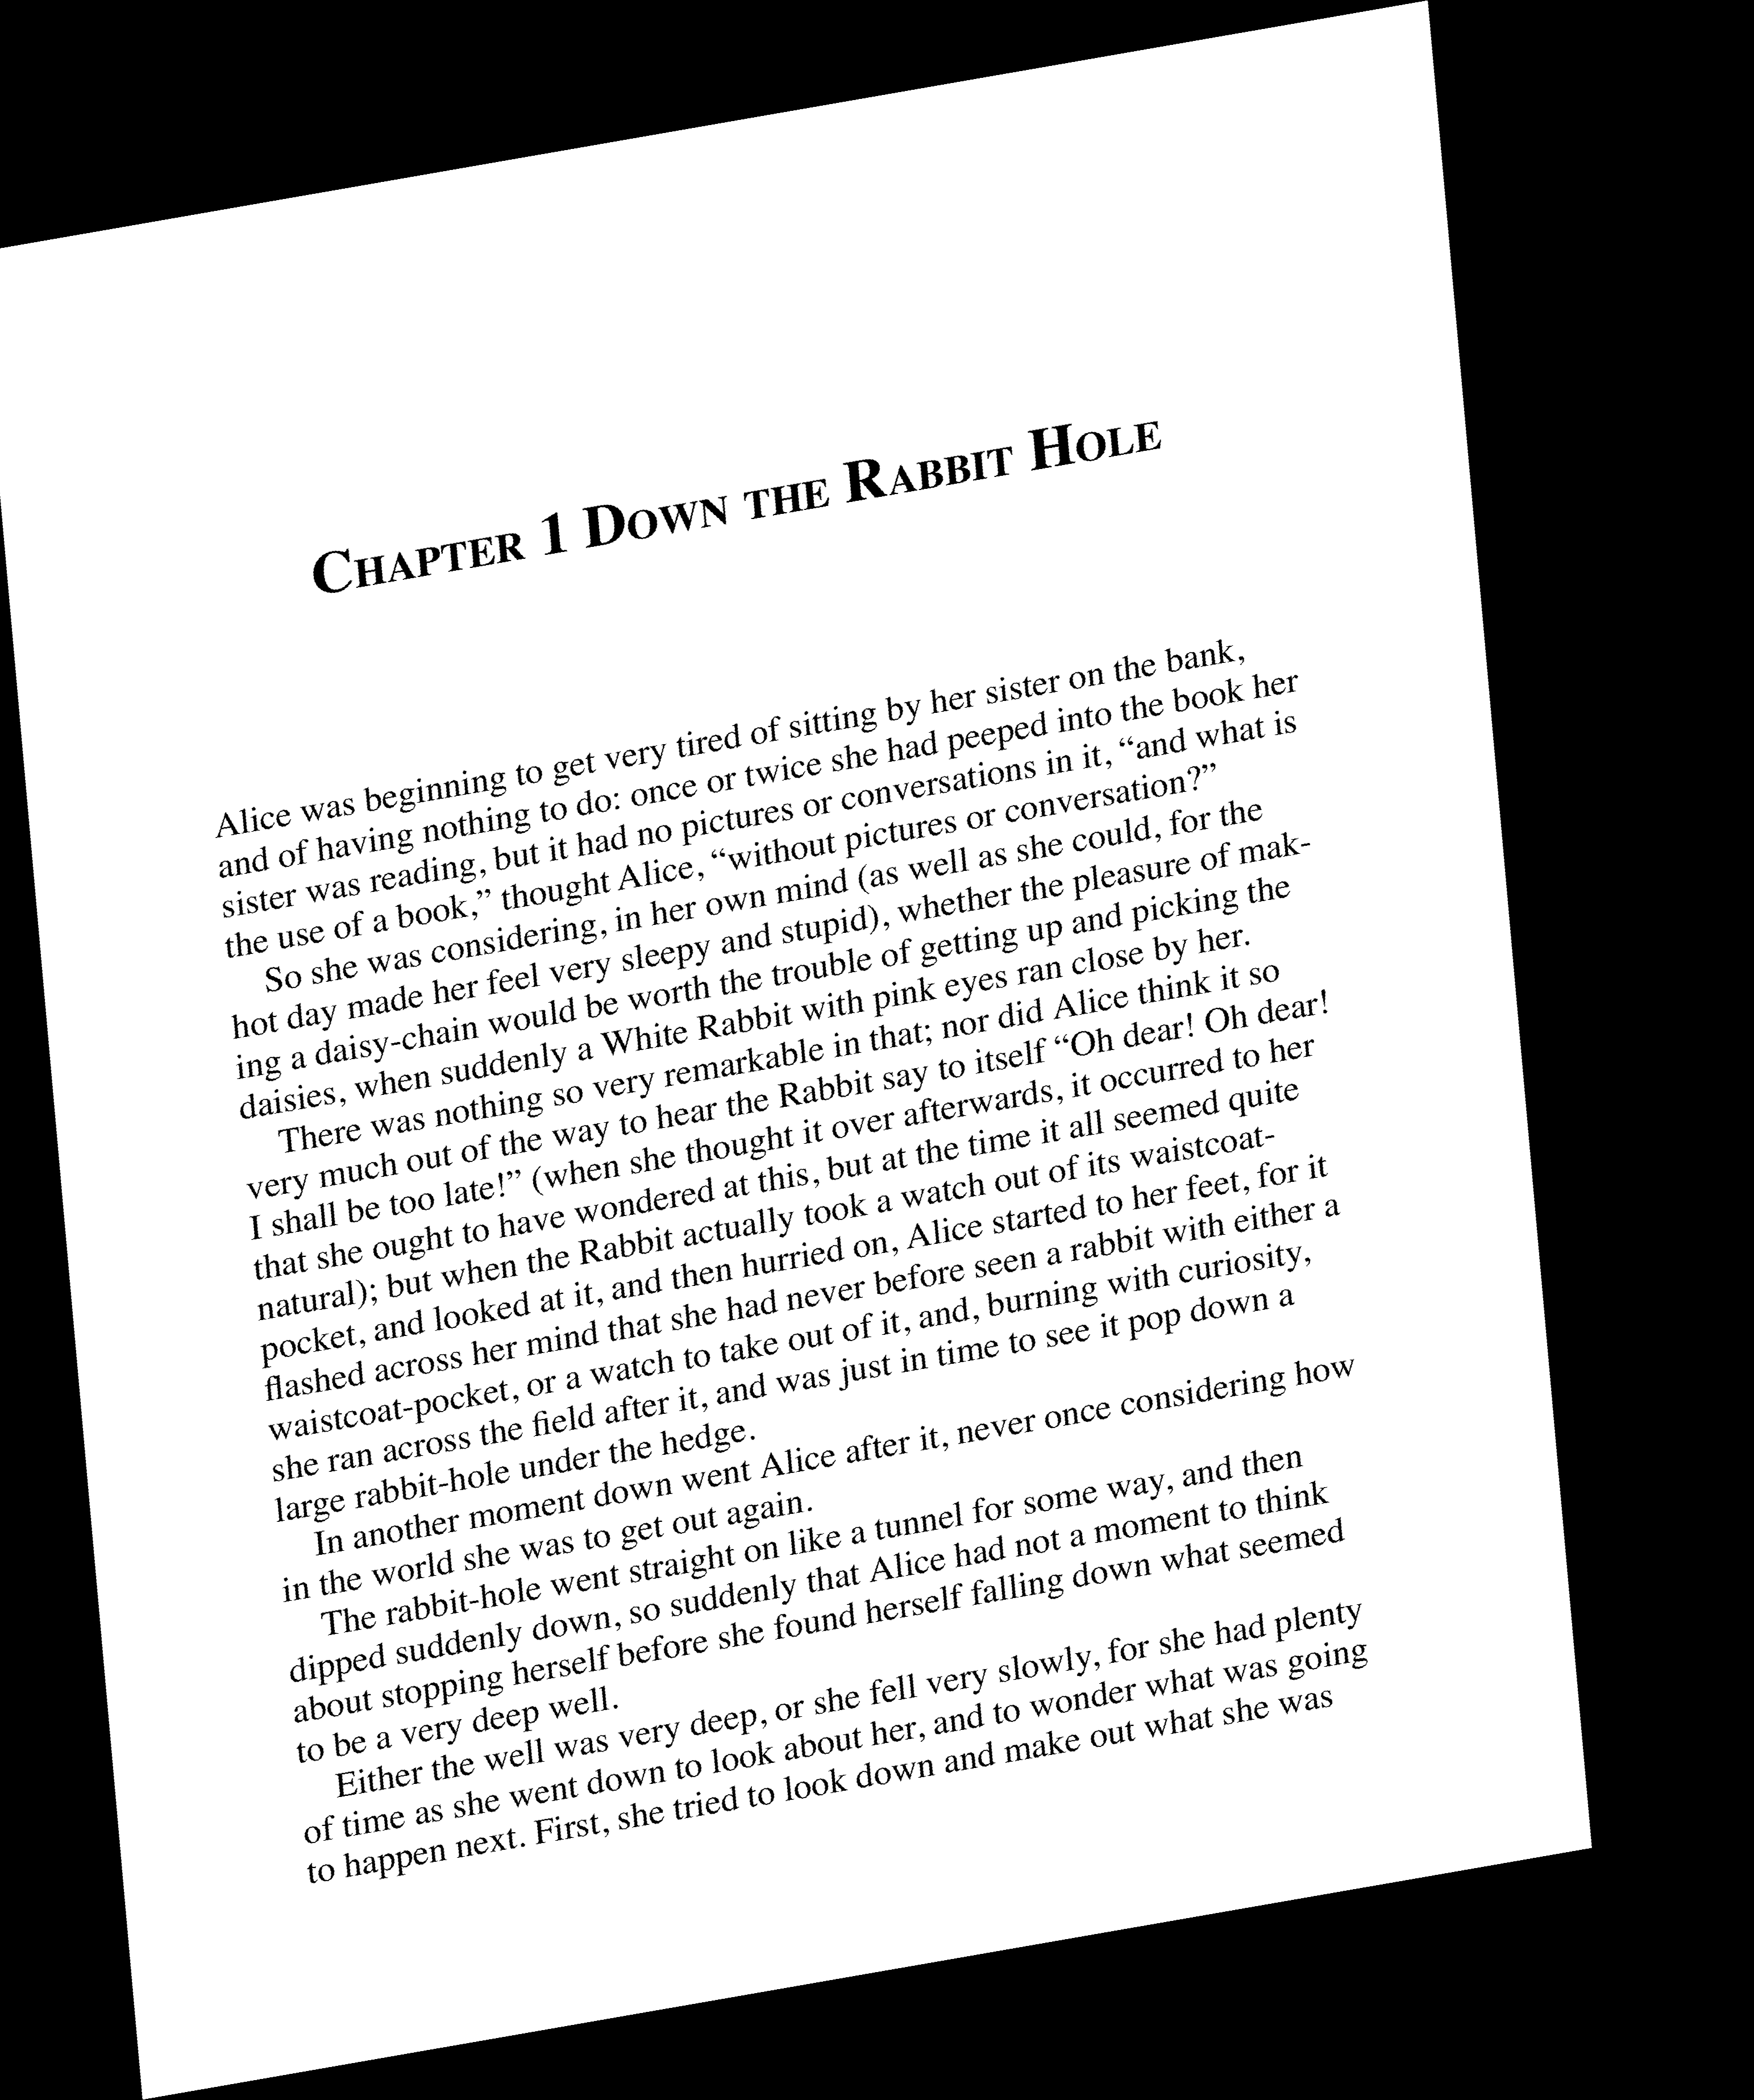 Chapter 1 Down the Rabbit Hole
Alice was beginning to get very tired of sitting by her sister on the bank,
and of having nothing to do: once or twice she had peeped into the book her
sister was reading, but it had no pictures or conversations in it, “and what is
the use of a book,” thought Alice, “without pictures or conversation?”
So she was considering, in her own mind (as well as she could, for the
hot day made her feel very sleepy and stupid), whether the pleasure of mak-
ing a daisy-chain would be worth the trouble of getting up and picking the
daisies, when suddenly a White Rabbit with pink eyes ran close by her.
There was nothing so very remarkable in that; nor did Alice think it so
very much out of the way to hear the Rabbit say to itself “Oh dear! Oh dear!
I shall be too late!” (when she thought it over afterwards, it occurred to her
that she ought to have wondered at this, but at the time it all seemed quite
natural); but when the Rabbit actually took a watch out of its waistcoat-
pocket, and looked at it, and then hurried on, Alice started to her feet, for it
flashed across her mind that she had never before seen a rabbit with either a
waistcoat-pocket, or a watch to take out of it, and, burning with curiosity,
she ran across the field after it, and was just in time to see it pop down a
large rabbit-hole under the hedge.
In another moment down went Alice after it, never once considering how
in the world she was to get out again.
The rabbit-hole went straight on like a tunnel for some way, and then
dipped suddenly down, so suddenly that Alice had not a moment to think
about stopping herself before she found herself falling down what seemed
to be a very deep well.
Either the well was very deep, or she fell very slowly, for she had plenty
of time as she went down to look about her, and to wonder what was going
to happen next. First, she tried to look down and make out what she was